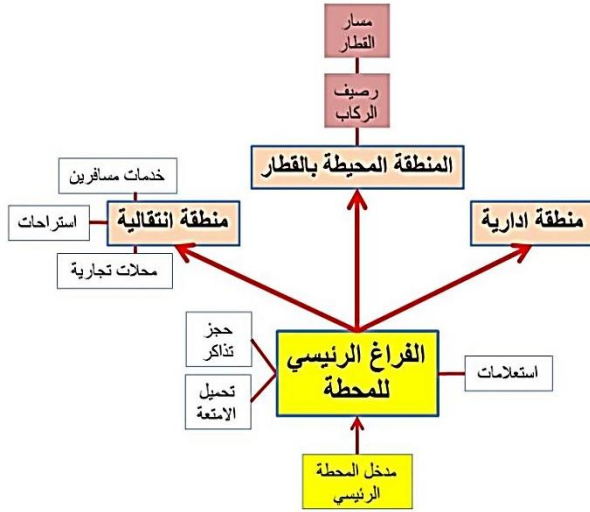 مسار
القطار
رصيف
الركاب
المنطقة المحيطة بالقطار
خدمات مسافرين
منطقة ادارية
منطقة انتقالية
استراحات
محلات تجارية
حجز
تذاكر
الفراغ الرئيسي
للمحطة
استعلامات
تحميل
الامتعة
مدخل المحطة
الرئيسي